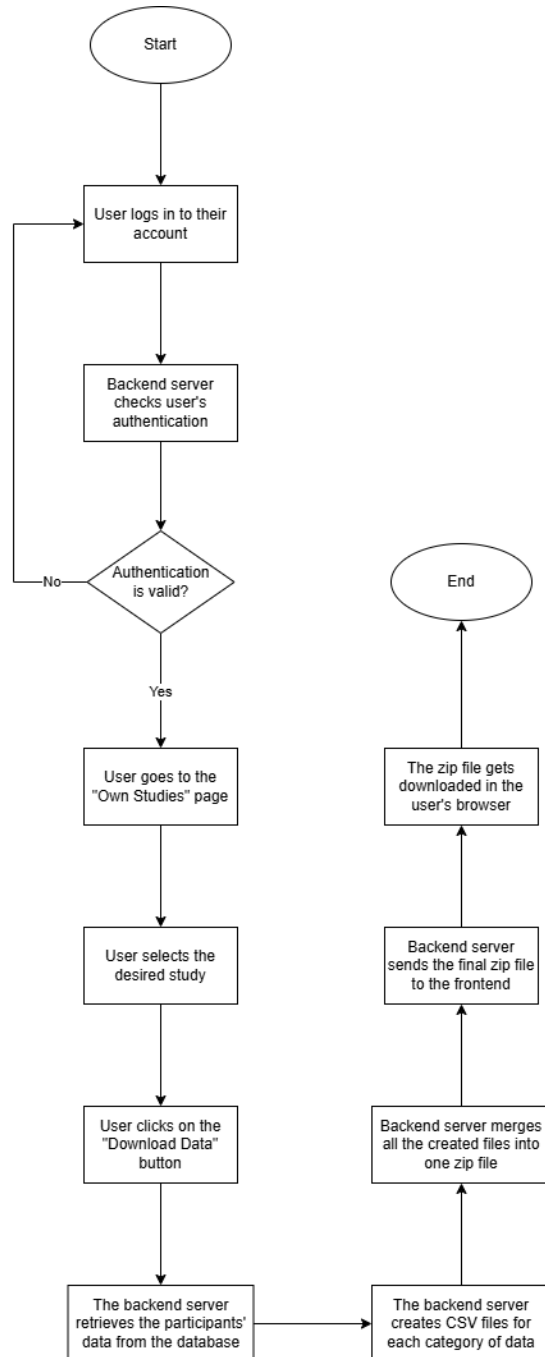 Start
User logs in to their
account
Backend server
checks user's
authentication
Authentication
is valid?
No
Yes
User goes to the
"Own Studies" page
User selects the
desired study
User clicks on the
"Download Data"
button
The backend server
retrieves the participants'
data from the database
The backend server
creates CSV files for
each category of data
Backend server merges
all the created files into
one zip file
Backend server
sends the final zip file
to the frontend
The zip file gets
downloaded in the
user's browser
End